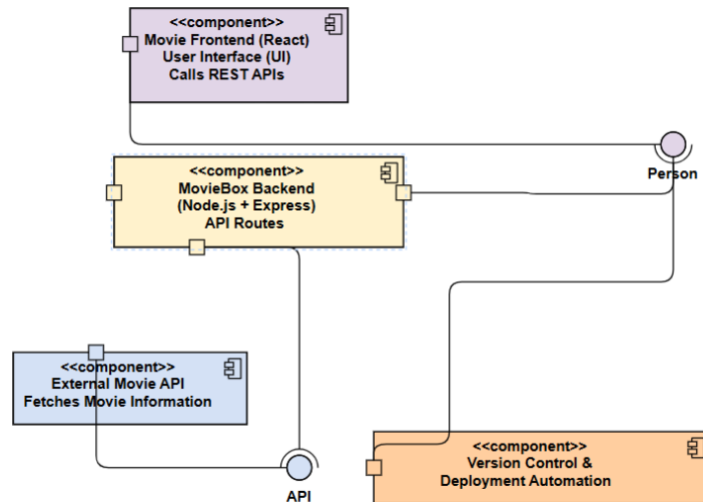 <<component>>
Movie Frontend (React)
User Interface (UI)
Calls REST APIs
Person
<<component>>
MovieBox Backend
(Node.js + Express)
API Routes
<<component>>
External Movie API
Fetches Movie Information
<<component>>
Version Control &
Deployment Automation
API